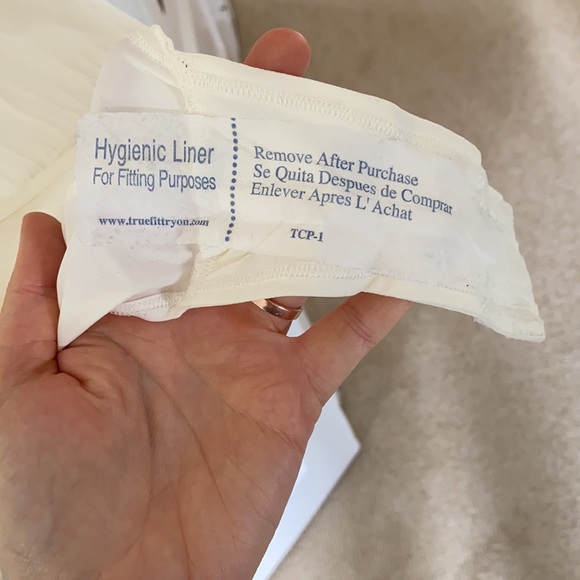 Hygienic Liner
For Fitting Purposes
www.truefittryon.com
Remove After Purchase
Se Quita Despues de Comprar
Enlever Apres L' Achat
TCP-1